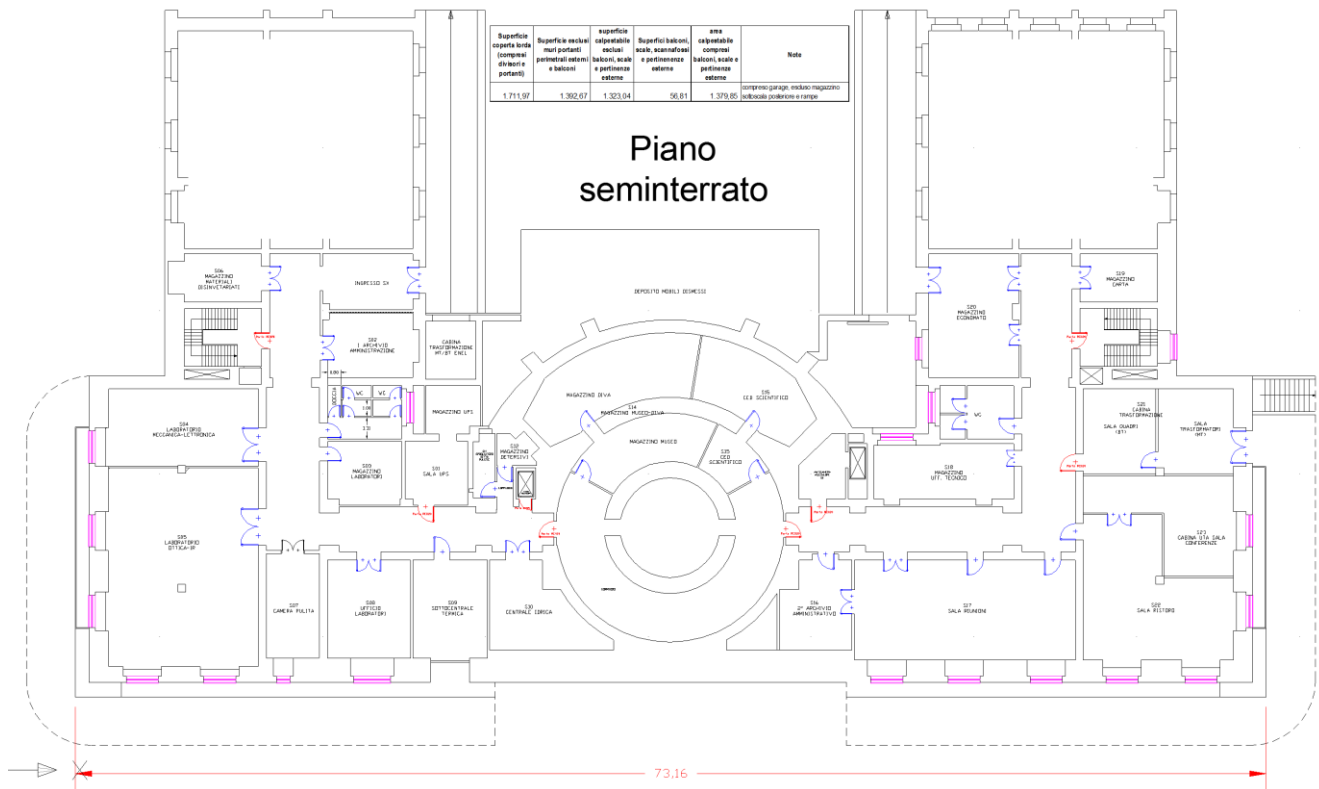 Superficie coperta lorda (compresi divisori e portanti)
Superficie esclusi muri portanti perimetrali esterni e balconi
superficie calpestabile esclusi balconi, scale e pertinenze esterne
Superfici balconi, scale, scannafossi e pertinenze esterne
area calpestabile compresi balconi, scale e pertinenze esterne
Note
1.711,97
1.392,67
1.323,04
56,81
1.379,85
compreso garage, escluso magazzino
sottoscala posteriore e rampe
Piano
seminterrato
S06
MAGAZZINO
MATERIALI
DISINVETARIATI
INGRESSO SX
DEPOSITO MOBILI DISMESSI
S20
MAGAZZINO
ECONOMATO
S19
MAGAZZINO
CARTA
S02
1 ARCHIVIO
AMMINISTRAZIONE
CABINA
TRASFORMAZIONE
MT/BT ENEL
DOCCIA
WC
WC
MAGAZZINO UPS
MAGAZZINO DIVA
S14
MAGAZZINO MUSEO-DIVA
S15
CED SCIENTIFICO
WC
S21
CABINA
TRASFORMAZIONE
SALA QUADRI
(BT)
SALA
TRASFORMATORI
(MT)
S04
LABORATORIO
MECCANICA-LETTRONICA
S03
MAGAZZINO
LABORATORI
S01
SALA UPS
S12
MAGAZZINO
DETERSIVI
MAGAZZINO MUSEO
S15
CED
SCIENTIFICO
S18
MAGAZZINO
UFF. TECNICO
S05
LABORATORIO
OTTICA-IR
S07
CAMERA PULITA
S08
UFFICIO
LABORATORI
S09
SOTTOCENTRALE
TERMICA
S10
CENTRALE IDRICA
S16
2° ARCHIVIO
AMMINISTRATIVO
S17
SALA RIUNIONI
S23
CABINA UTA SALA
CONFERENZE
S22
SALA RISTORO
73,16